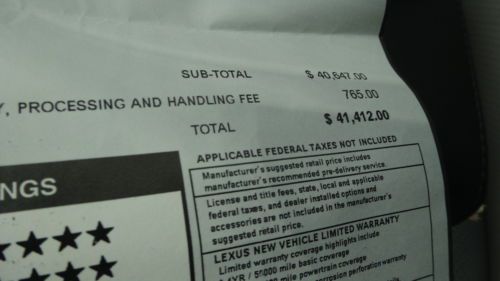 SUB-TOTAL $ 40,647.00
Y, PROCESSING AND HANDLING FEE 765.00
TOTAL $ 41,412.00
APPLICABLE FEDERAL TAXES NOT INCLUDED
Manufacturer's suggested retail price includes
manufacturer's recommended pre-delivery service.
License and title fees, state, local and applicable
federal taxes, and dealer installed options and
accessories are not included in the manufacturer's
suggested retail price.
NGS
LEXUS NEW VEHICLE LIMITED WARRANTY
Limited warranty coverage highlights include
mile basic coverage
mile powertrain coverage
corrosion perforation warranty